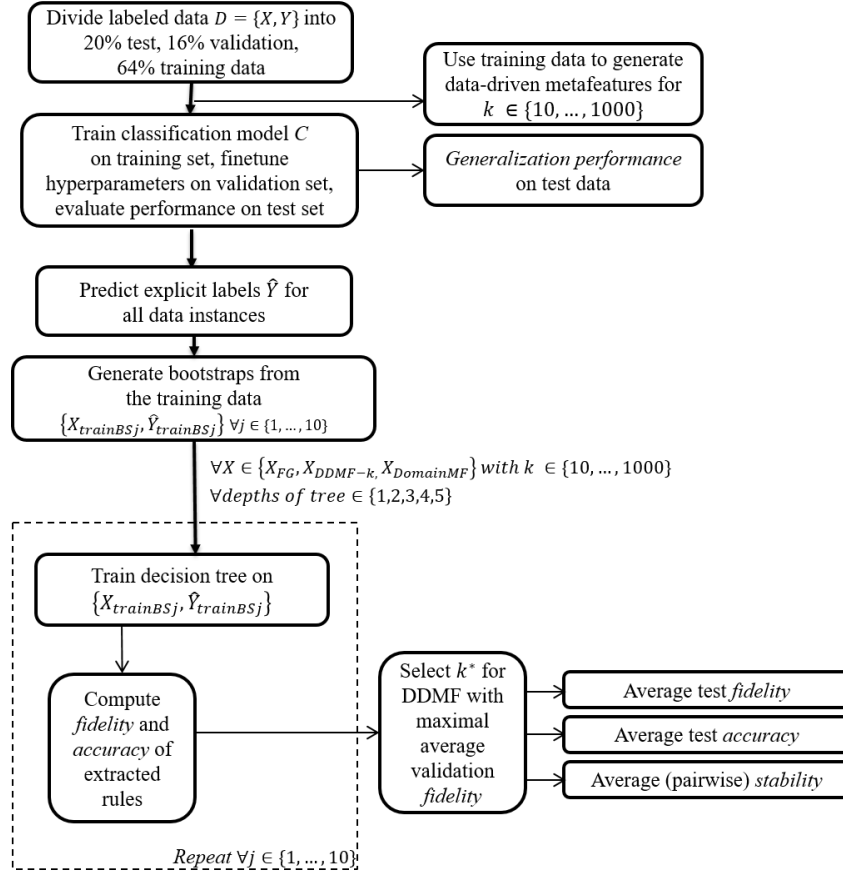 Divide labeled data D = {X, Y} into
20% test, 16% validation,
64% training data
Use training data to generate
data-driven metafeatures for
k ∈ {10, … , 1000}
Train classification model C
on training set, finetune
hyperparameters on validation set,
evaluate performance on test set
Generalization performance
on test data
Predict explicit labels Ŷ for
all data instances
Generate bootstraps from
the training data
{X_trainBSj, Ŷ_trainBSj} ∀j ∈ {1, … , 10}
∀X ∈ {X_FG, X_DDMF−k, X_DomainMF} with k ∈ {10, … , 1000}
∀depths of tree ∈ {1,2,3,4,5}
Train decision tree on
{X_trainBSj, Ŷ_trainBSj}
Compute
fidelity and
accuracy of
extracted
rules
Repeat ∀j ∈ {1, … , 10}
Select k* for
DDMF with
maximal
average
validation
fidelity
Average test fidelity
Average test accuracy
Average (pairwise) stability